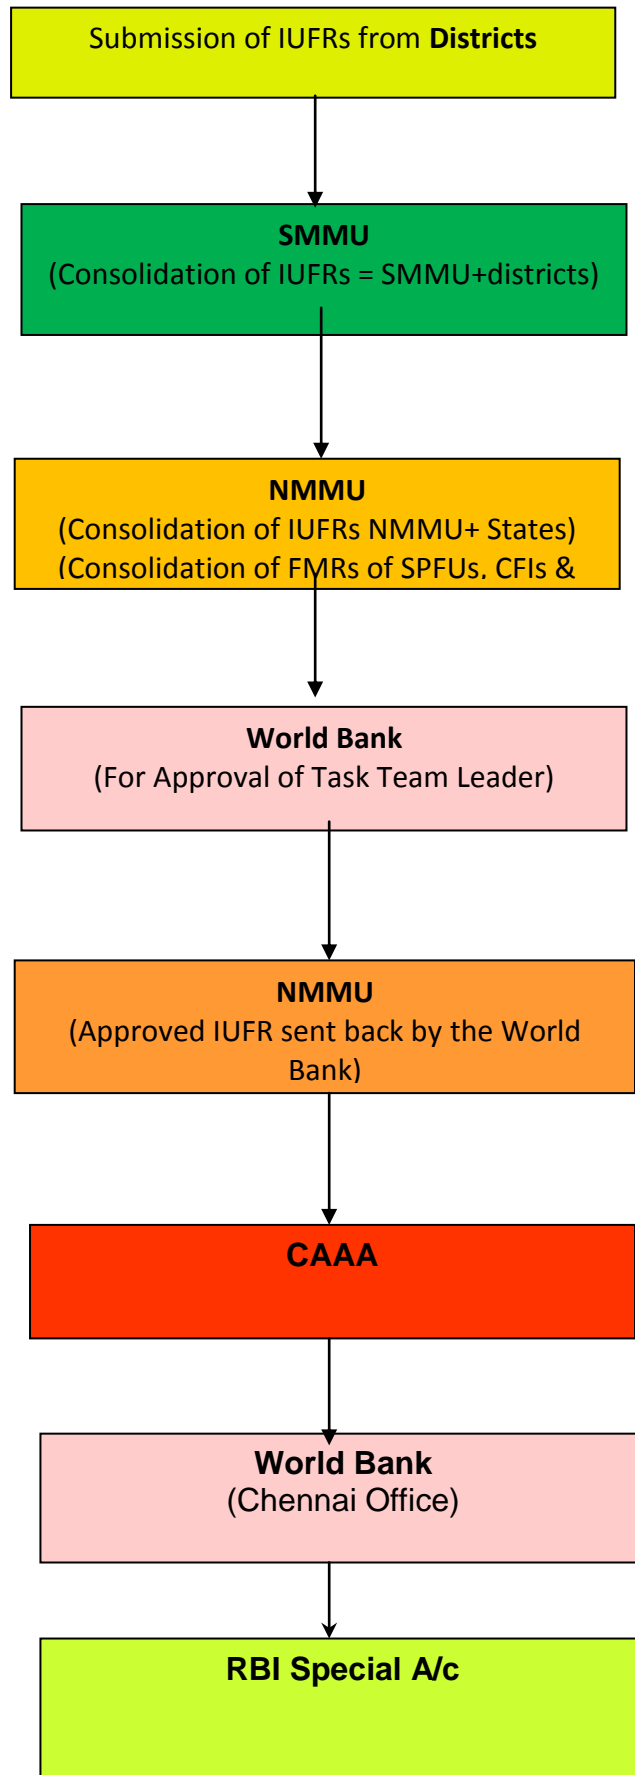 Submission of IUFRs from Districts
SMMU
(Consolidation of IUFRs = SMMU+districts)
NMMU
(Consolidation of IUFRs NMMU+ States)
(Consolidation of FMRs of SPFUs, CFIs &
World Bank
(For Approval of Task Team Leader)
NMMU
(Approved IUFR sent back by the World
Bank)
CAAA
World Bank
(Chennai Office)
RBI Special A/c